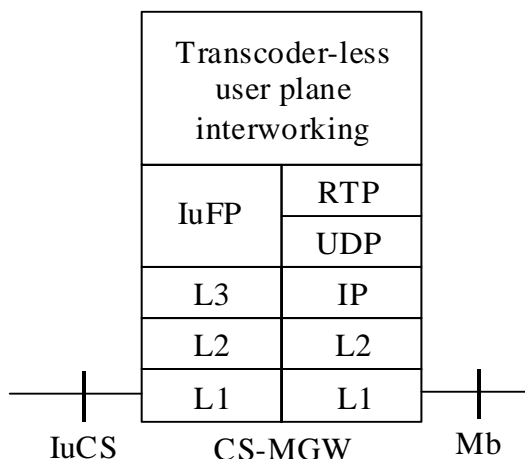 Transcoder-less
user plane
interworking
IuFP
RTP
UDP
L3
IP
L2
L2
L1
L1
IuCS
CS-MGW
Mb